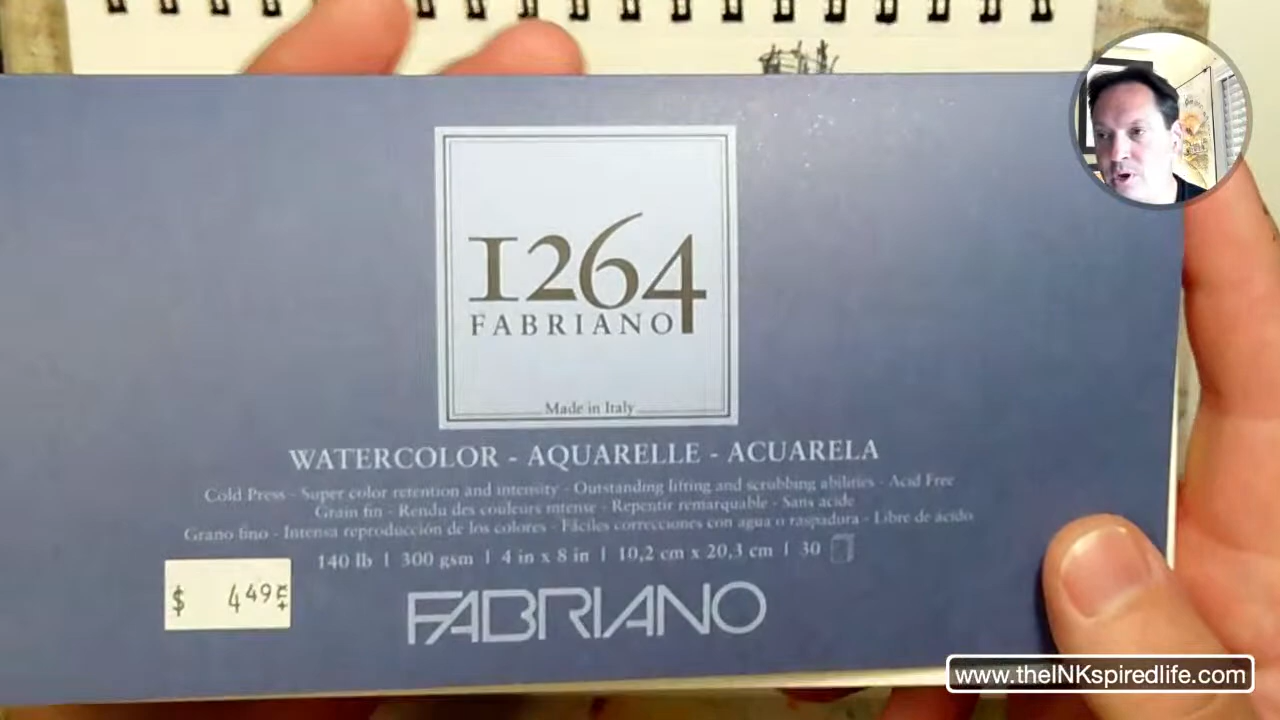 1264
FABRIANO
Made in Italy
WATERCOLOR - AQUARELLE - ACUARELA
Cold Press - Super color retention and intensity - Outstanding lifting and scrubbing abilities - Acid Free
Grain fin - Rendu des couleurs intense - Repentir remarquable - Sans acide
Grano fino - Intensa reproducción de los colores - Fáciles correcciones con agua o raspadura - Libre de ácido
140 lb | 300 gsm | 4 in x 8 in | 10,2 cm x 20,3 cm | 30
$ 449
FABRIANO
www.theINKspiredlife.com